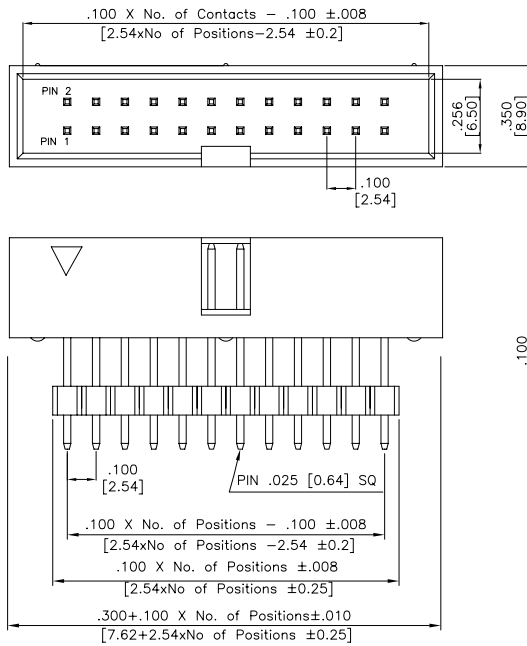 .100 X No. of Contacts - .100 ±.008
[2.54xNo of Positions-2.54 ±0.2]
PIN 2
PIN 1
.256
[6.50]
.350
[8.90]
.100
[2.54]
.100
.100
[2.54]
PIN .025 [0.64] SQ
.100 X No. of Positions - .100 ±.008
[2.54xNo of Positions -2.54 ±0.2]
.100 X No. of Positions ±.008
[2.54xNo of Positions ±0.25]
.300+.100 X No. of Positions±.010
[7.62+2.54xNo of Positions ±0.25]